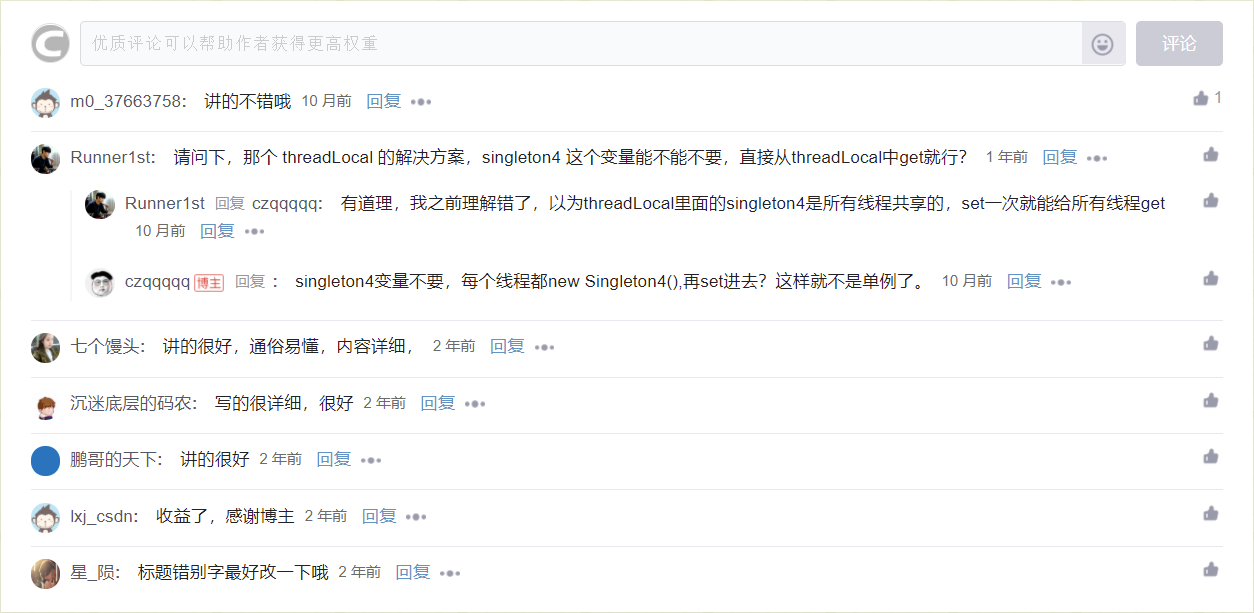 优质评论可以帮助作者获得更高权重 评论
m0_37663758： 讲的不错哦 10 月前 回复 1
Runner1st： 请问下，那个 threadLocal 的解决方案，singleton4 这个变量能不能不要，直接从threadLocal中get就行？ 1 年前 回复
Runner1st 回复 czqqqqq： 有道理，我之前理解错了，以为threadLocal里面的singleton4是所有线程共享的，set一次就能给所有线程get
10 月前 回复
czqqqqq 博主 回复 ： singleton4变量不要，每个线程都new Singleton4(),再set进去？这样就不是单例了。 10 月前 回复
七个馒头： 讲的很好，通俗易懂，内容详细， 2 年前 回复
沉迷底层的码农： 写的很详细，很好 2 年前 回复
鹏哥的天下： 讲的很好 2 年前 回复
lxj_csdn： 收益了，感谢博主 2 年前 回复
星_陨： 标题错别字最好改一下哦 2 年前 回复